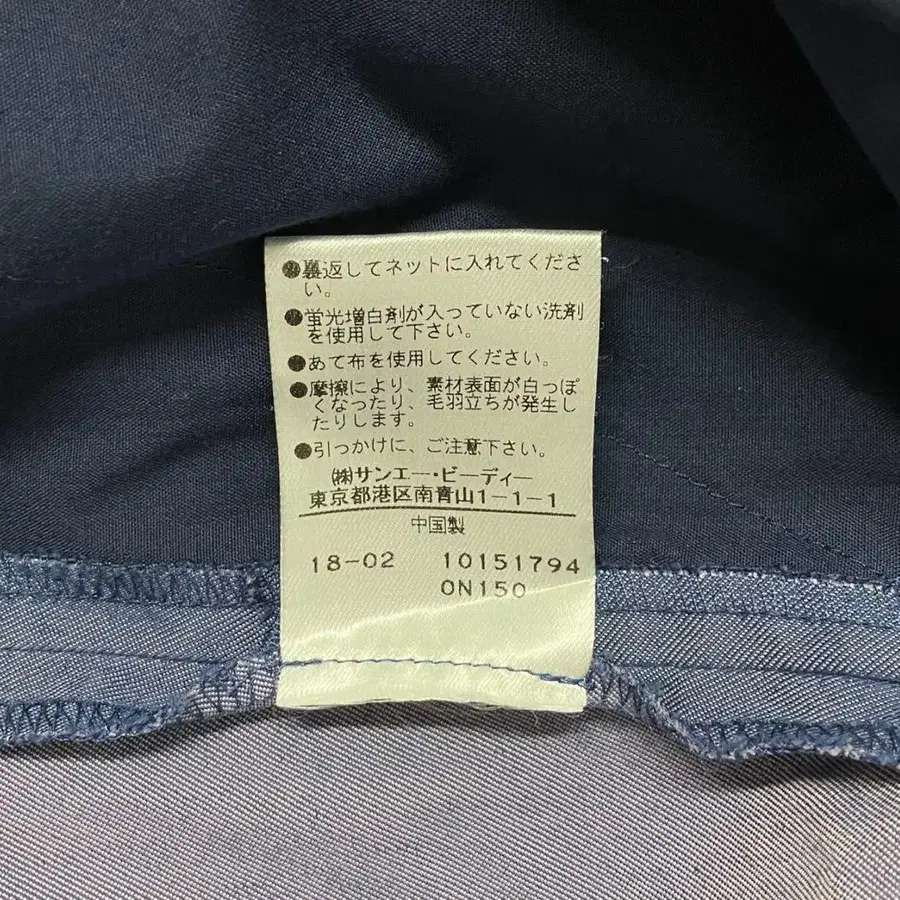 ●裏返してネットに入れてくださ
い。
●蛍光増白剤が入っていない洗剤
を使用して下さい。
●あて布を使用してください。
●摩擦により、素材表面が白っぽ
くなったり、毛羽立ちが発生し
たりします。
●引っかけに、ご注意下さい。
㈱サンエー・ビーディー
東京都港区南青山1-1-1
中国製
18-02 10151794
0N150